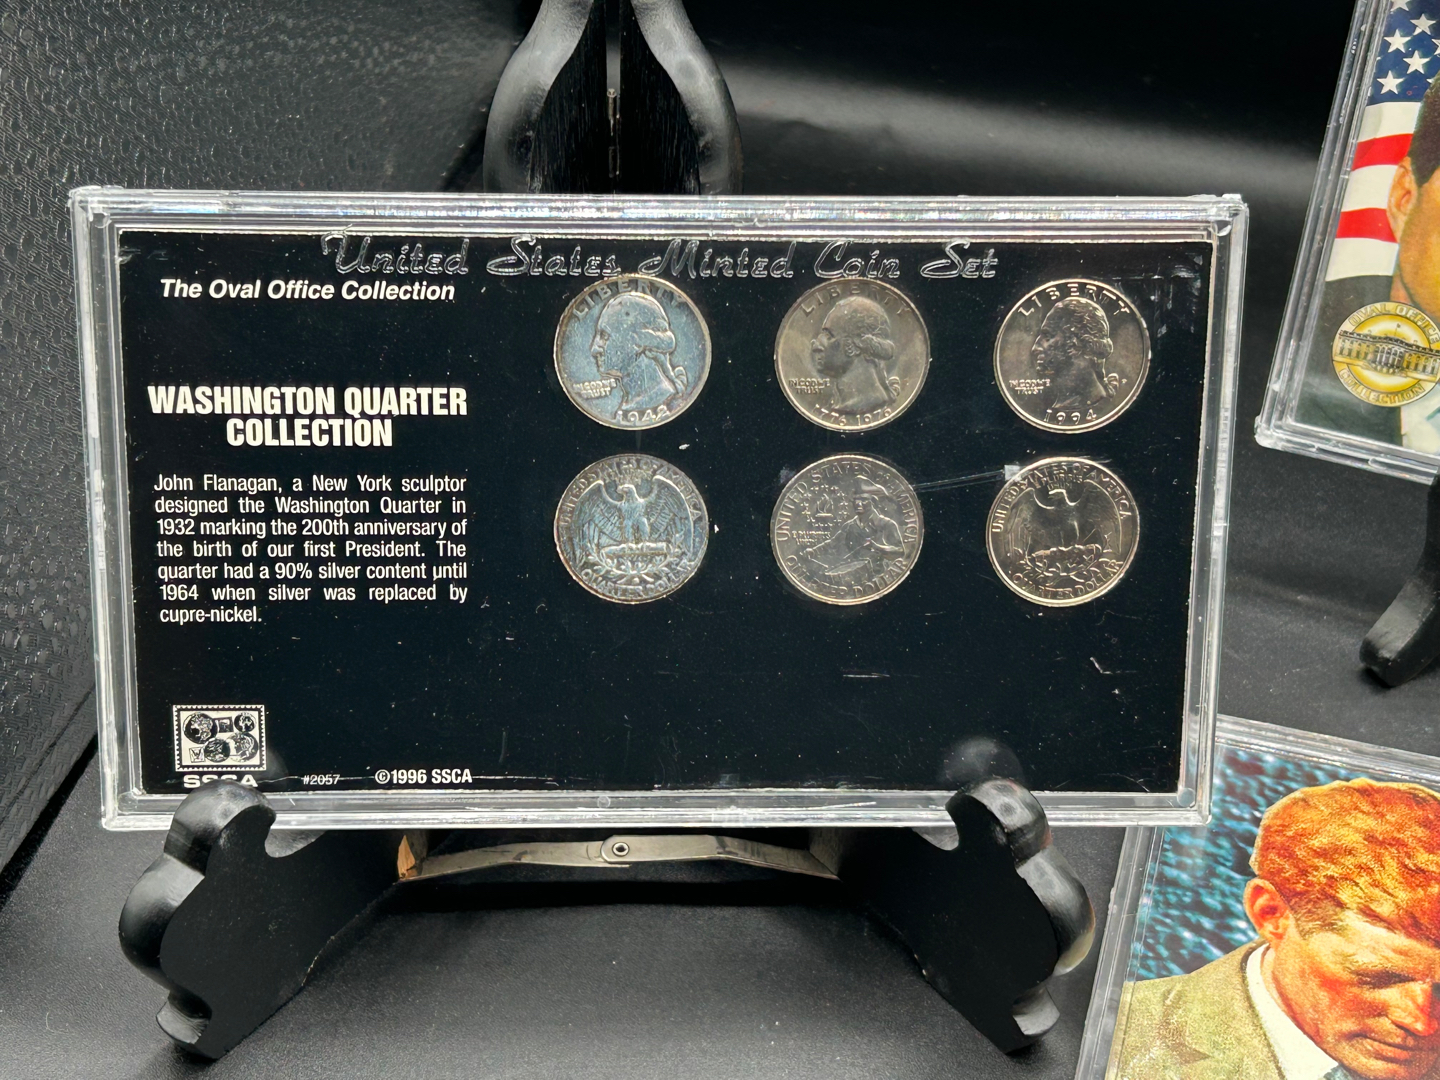 United States Minted Coin Set
The Oval Office Collection
WASHINGTON QUARTER
COLLECTION
John Flanagan, a New York sculptor
designed the Washington Quarter in
1932 marking the 200th anniversary of
the birth of our first President. The
quarter had a 90% silver content until
1964 when silver was replaced by
cupre-nickel.
SSCA
#2057
©1996 SSCA
LIBERTY
IN GOD WE
TRUST
1942
LIBERTY
IN GOD WE
TRUST
1776 1976
LIBERTY
IN GOD WE
TRUST
P
1994
UNITED STATES OF AMERICA
QUARTER DOLLAR
UNITED STATES OF AMERICA
QUARTER DOLLAR
UNITED STATES OF AMERICA
QUARTER DOLLAR
OVAL OFFICE
COLLECTION